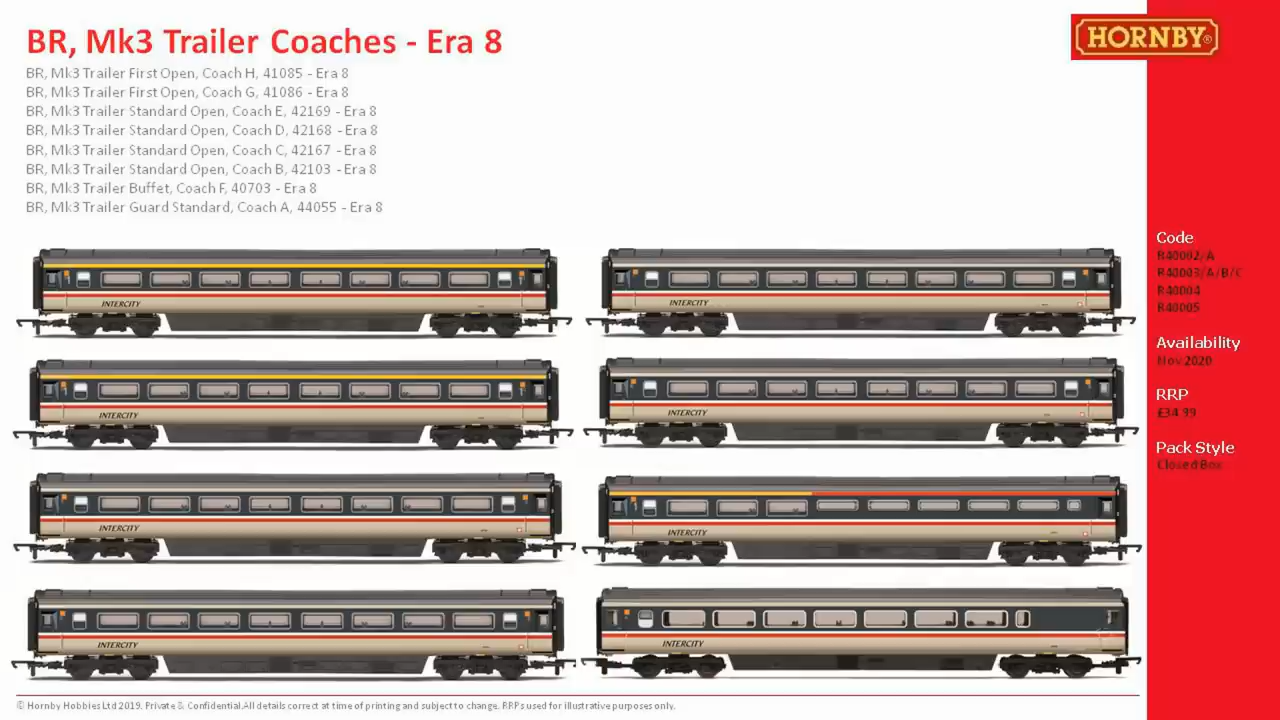 BR, Mk3 Trailer Coaches - Era 8
HORNBY®
BR, Mk3 Trailer First Open, Coach H, 41085 - Era 8
BR, Mk3 Trailer First Open, Coach G, 41086 - Era 8
BR, Mk3 Trailer Standard Open, Coach E, 42169 - Era 8
BR, Mk3 Trailer Standard Open, Coach D, 42168 - Era 8
BR, Mk3 Trailer Standard Open, Coach C, 42167 - Era 8
BR, Mk3 Trailer Standard Open, Coach B, 42103 - Era 8
BR, Mk3 Trailer Buffet, Coach F, 40703 - Era 8
BR, Mk3 Trailer Guard Standard, Coach A, 44055 - Era 8
INTERCITY
INTERCITY
INTERCITY
INTERCITY
INTERCITY
INTERCITY
INTERCITY
INTERCITY
Code
R40002/A
R40003/A/B/C
R40004
R40005
Availability
Nov 2020
RRP
£34.99
Pack Style
Closed Box
© Hornby Hobbies Ltd 2019. Private & Confidential.All details correct at time of printing and subject to change. RRPs used for illustrative purposes only.